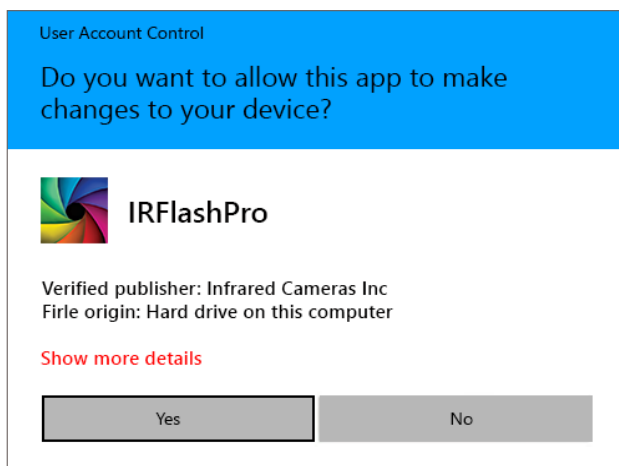 User Account Control
Do you want to allow this app to make
changes to your device?
IRFlashPro
Verified publisher: Infrared Cameras Inc
Firle origin: Hard drive on this computer
Show more details
Yes
No